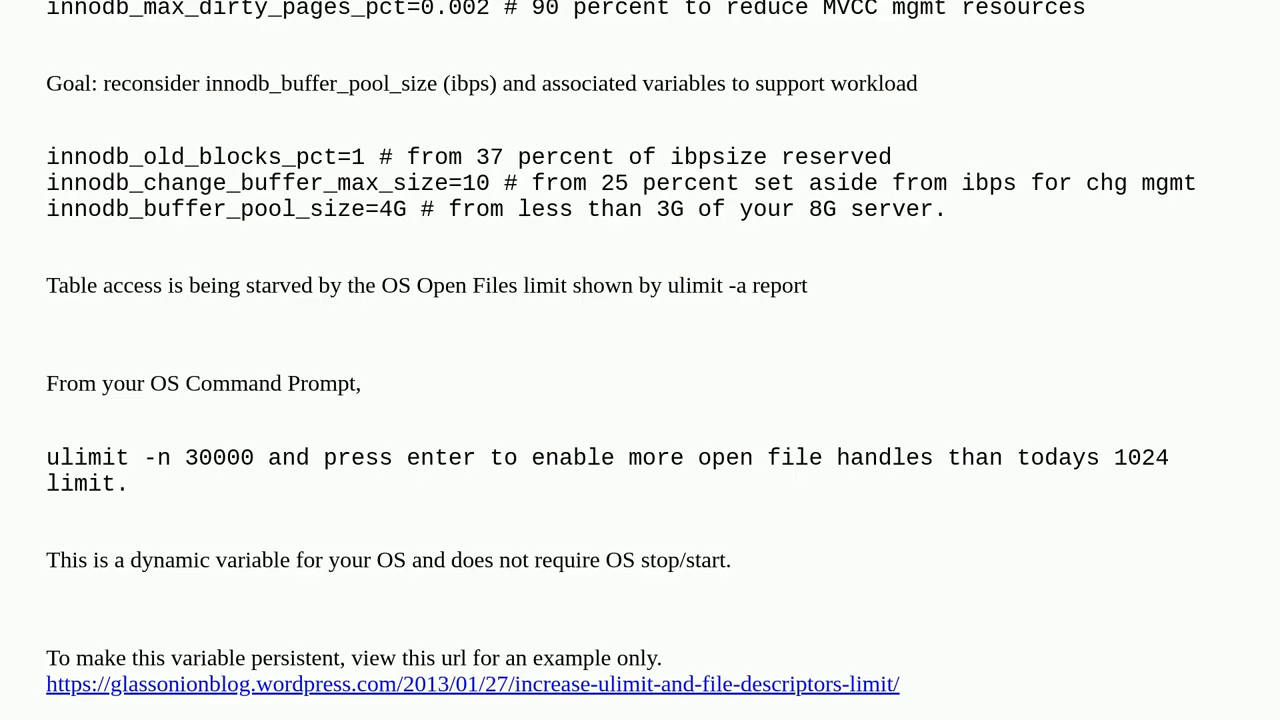 innodb_max_dirty_pages_pct=0.002 # 90 percent to reduce MVCC mgmt resources
Goal: reconsider innodb_buffer_pool_size (ibps) and associated variables to support workload
innodb_old_blocks_pct=1 # from 37 percent of ibpsize reserved
innodb_change_buffer_max_size=10 # from 25 percent set aside from ibps for chg mgmt
innodb_buffer_pool_size=4G # from less than 3G of your 8G server.
Table access is being starved by the OS Open Files limit shown by ulimit -a report
From your OS Command Prompt,
ulimit -n 30000 and press enter to enable more open file handles than todays 1024
limit.
This is a dynamic variable for your OS and does not require OS stop/start.
To make this variable persistent, view this url for an example only.
https://glassonionblog.wordpress.com/2013/01/27/increase-ulimit-and-file-descriptors-limit/